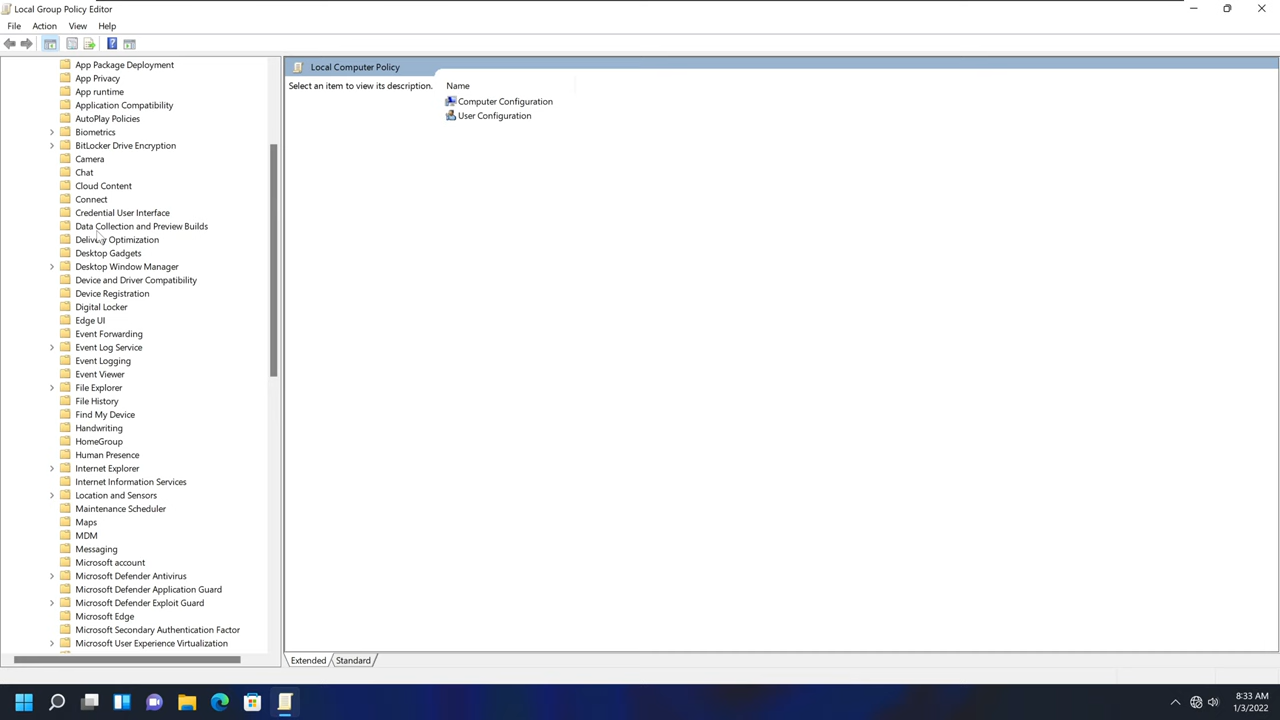 Local Group Policy Editor
File Action View Help
App Package Deployment
App Privacy
App runtime
Application Compatibility
AutoPlay Policies
Biometrics
BitLocker Drive Encryption
Camera
Chat
Cloud Content
Connect
Credential User Interface
Data Collection and Preview Builds
Delivery Optimization
Desktop Gadgets
Desktop Window Manager
Device and Driver Compatibility
Device Registration
Digital Locker
Edge UI
Event Forwarding
Event Log Service
Event Logging
Event Viewer
File Explorer
File History
Find My Device
Handwriting
HomeGroup
Human Presence
Internet Explorer
Internet Information Services
Location and Sensors
Maintenance Scheduler
Maps
MDM
Messaging
Microsoft account
Microsoft Defender Antivirus
Microsoft Defender Application Guard
Microsoft Defender Exploit Guard
Microsoft Edge
Microsoft Secondary Authentication Factor
Microsoft User Experience Virtualization
Local Computer Policy
Select an item to view its description.
Name
Computer Configuration
User Configuration
Extended Standard
8:33 AM
1/3/2022